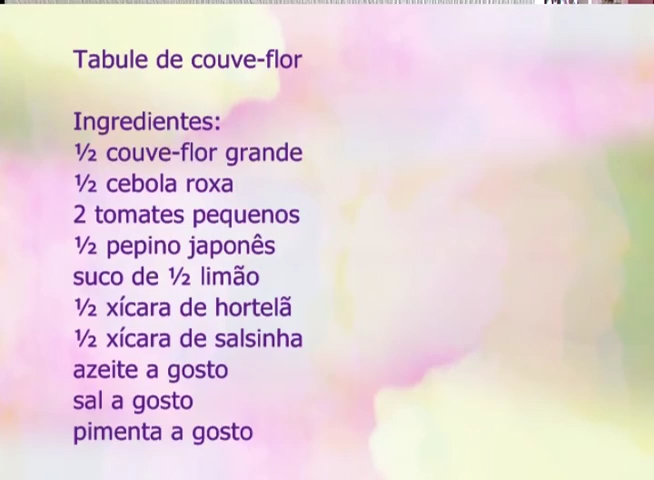 Tabule de couve-flor
Ingredientes:
½ couve-flor grande
½ cebola roxa
2 tomates pequenos
½ pepino japonês
suco de ½ limão
½ xícara de hortelã
½ xícara de salsinha
azeite a gosto
sal a gosto
pimenta a gosto